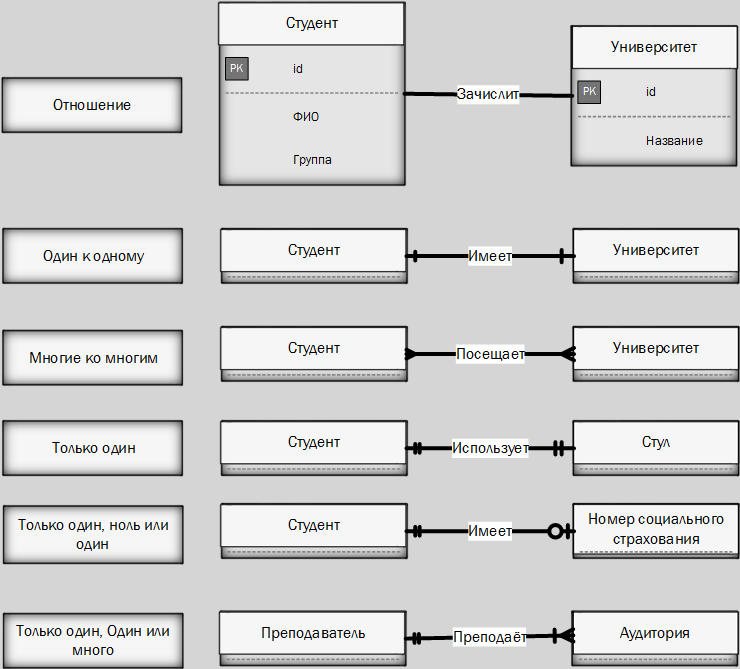 Студент
Университет
PK
id
PK
id
Зачислит
Отношение
ФИО
Название
Группа
Один к одному
Студент
Имеет
Университет
Многие ко многим
Студент
Посещает
Университет
Только один
Студент
Использует
Стул
Только один, ноль или
один
Студент
Имеет
Номер социального
страхования
Только один, Один или
много
Преподаватель
Преподаёт
Аудитория